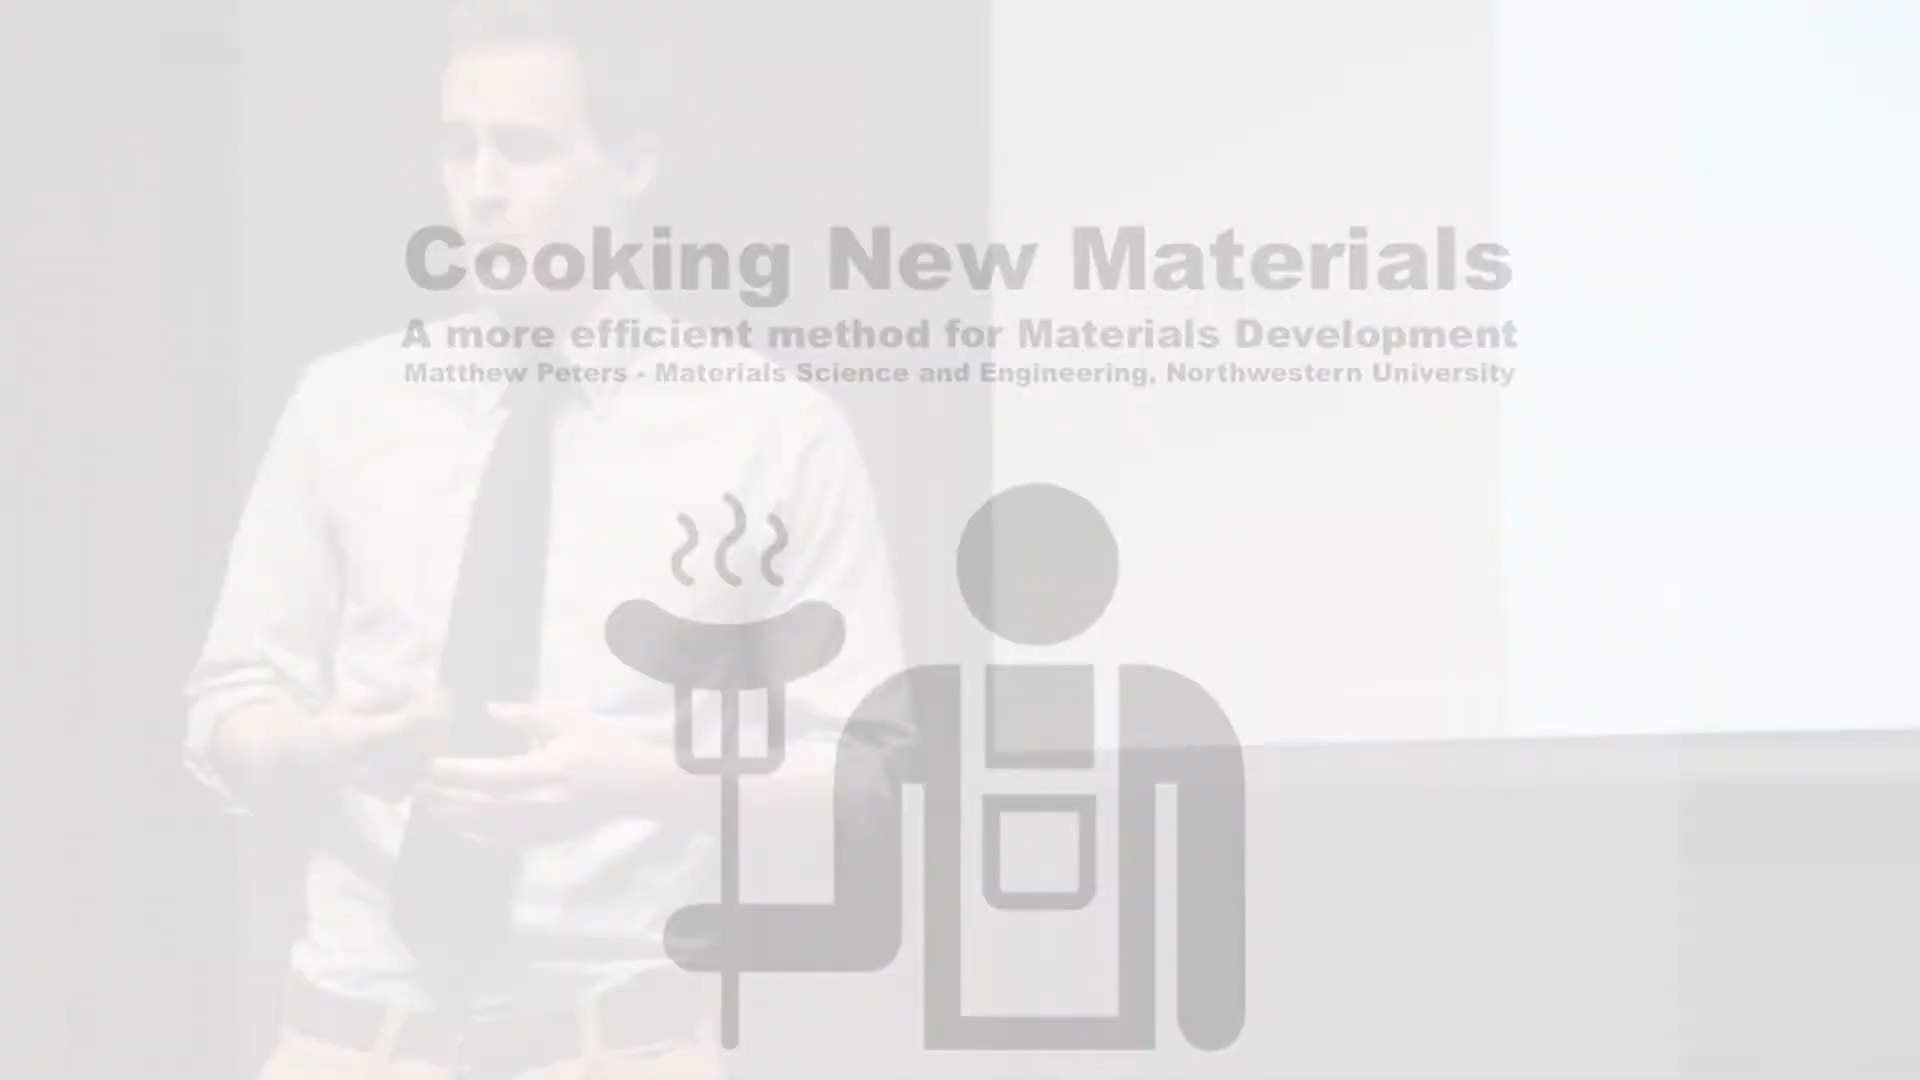 Cooking New Materials
A more efficient method for Materials Development
Matthew Peters - Materials Science and Engineering, Northwestern University